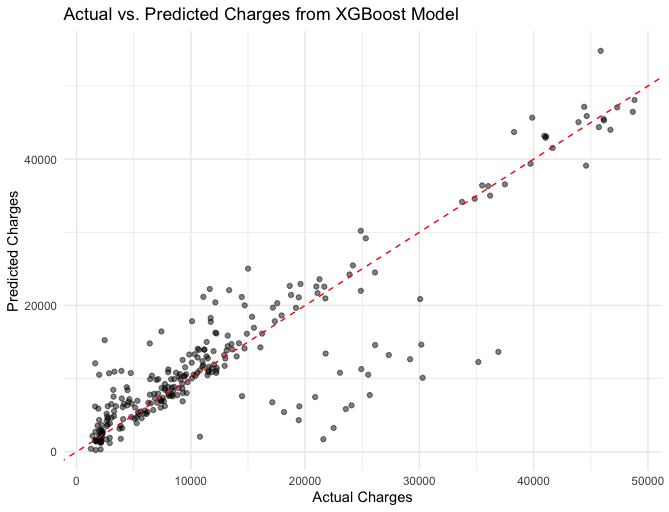 Actual vs. Predicted Charges from XGBoost Model
Predicted Charges
40000
20000
0
0 10000 20000 30000 40000 50000
Actual Charges